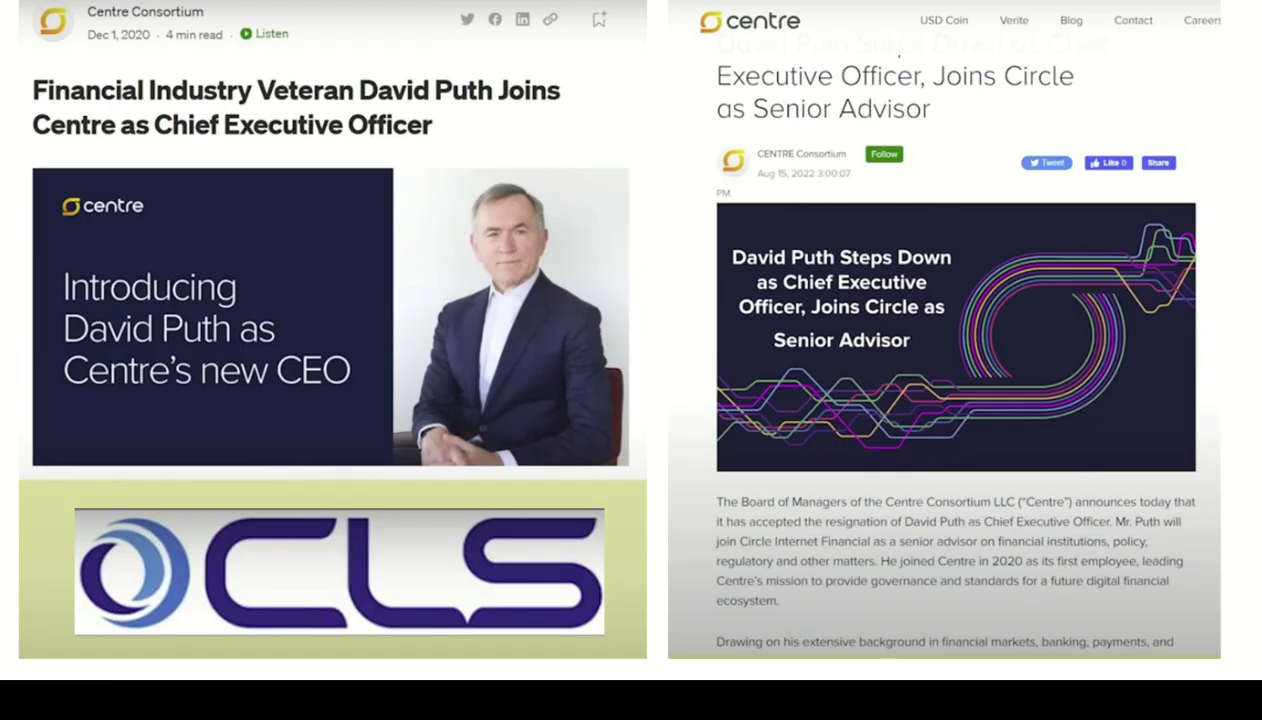 Centre Consortium
Dec 1, 2020 · 4 min read · Listen
Financial Industry Veteran David Puth Joins
Centre as Chief Executive Officer
centre
Introducing
David Puth as
Centre's new CEO
CLS
centre
USD Coin Verite Blog Contact Careers
David Puth Steps Down as Chief
Executive Officer, Joins Circle
as Senior Advisor
CENTRE Consortium Follow
Aug 15, 2022 3:00:07
PM
Tweet Like 0 Share
David Puth Steps Down
as Chief Executive
Officer, Joins Circle as
Senior Advisor
The Board of Managers of the Centre Consortium LLC ("Centre") announces today that
it has accepted the resignation of David Puth as Chief Executive Officer. Mr. Puth will
join Circle Internet Financial as a senior advisor on financial institutions, policy,
regulatory and other matters. He joined Centre in 2020 as its first employee, leading
Centre's mission to provide governance and standards for a future digital financial
ecosystem.
Drawing on his extensive background in financial markets, banking, payments, and